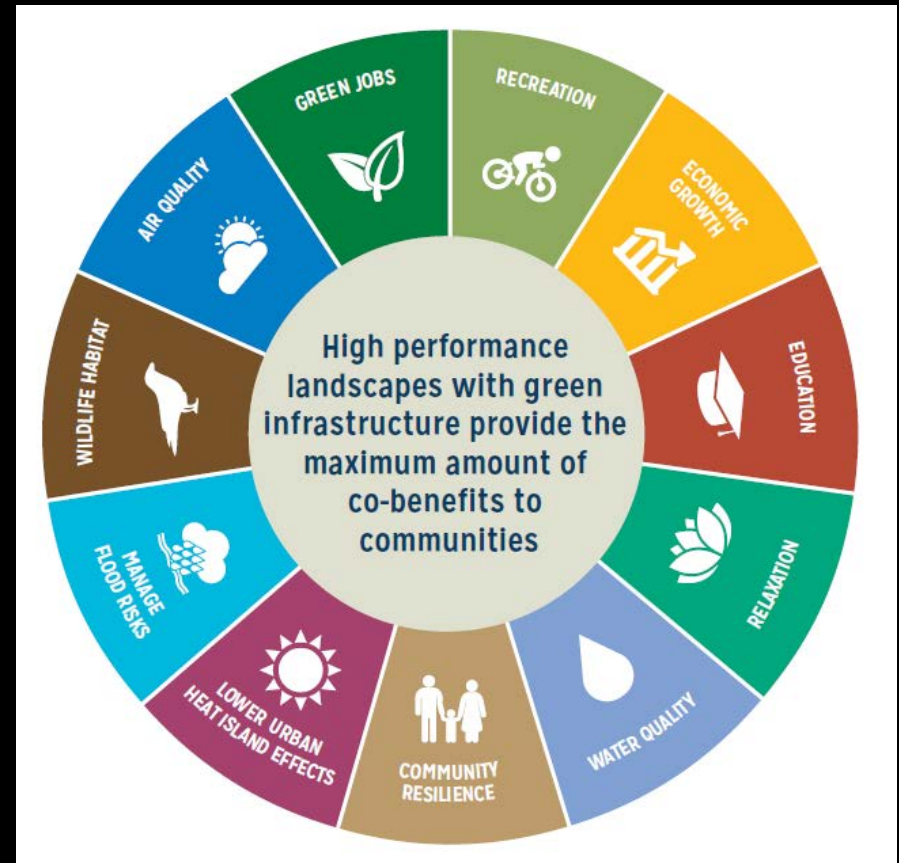 GREEN JOBS
RECREATION
ECONOMIC
GROWTH
EDUCATION
RELAXATION
WATER QUALITY
COMMUNITY
RESILIENCE
LOWER URBAN
HEAT ISLAND EFFECTS
MANAGE
FLOOD RISKS
WILDLIFE HABITAT
AIR QUALITY
High performance
landscapes with green
infrastructure provide the
maximum amount of
co-benefits to
communities